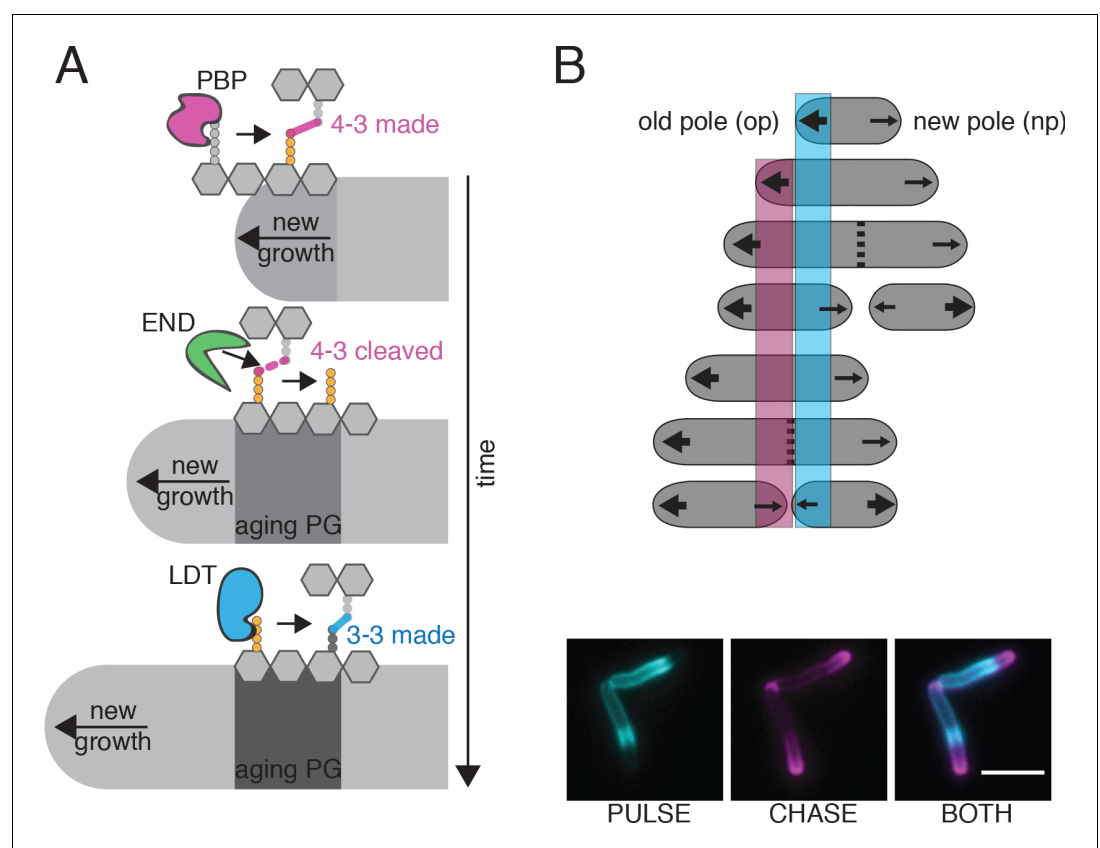 A
PBP
4-3 made
new
growth
END
4-3 cleaved
new
growth
aging PG
LDT
3-3 made
new
growth
aging PG
time
B
old pole (op)
new pole (np)
PULSE
CHASE
BOTH